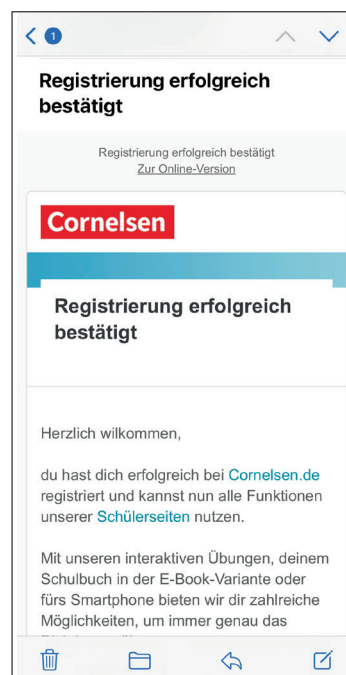 1
Registrierung erfolgreich
bestätigt
Registrierung erfolgreich bestätigt
Zur Online-Version
Cornelsen
Registrierung erfolgreich
bestätigt
Herzlich wilkommen,
du hast dich erfolgreich bei Cornelsen.de
registriert und kannst nun alle Funktionen
unserer Schülerseiten nutzen.
Mit unseren interaktiven Übungen, deinem
Schulbuch in der E-Book-Variante oder
fürs Smartphone bieten wir dir zahlreiche
Möglichkeiten, um immer genau das